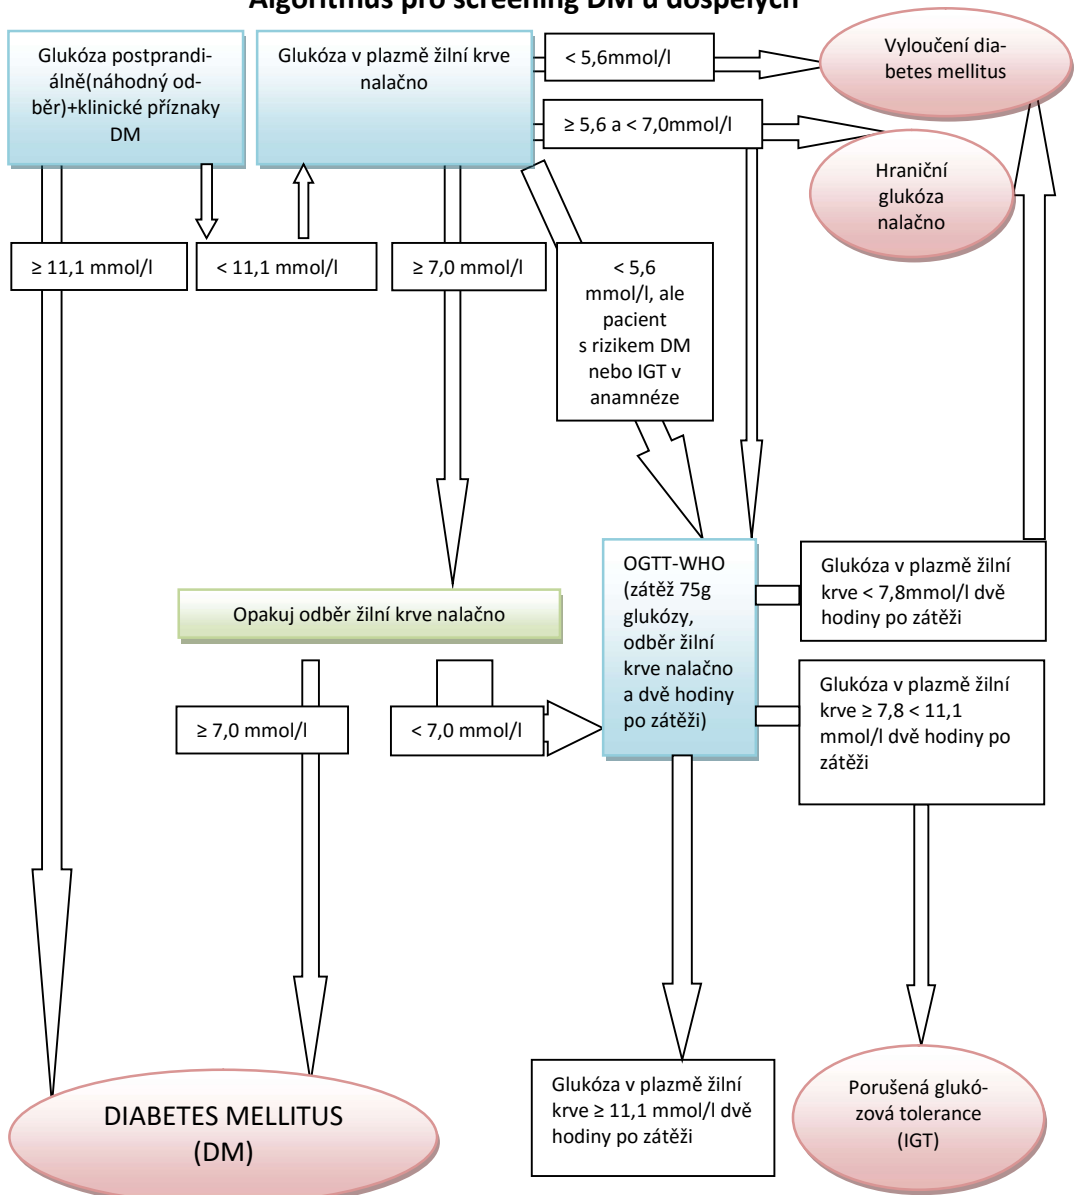 Algoritmus pro screening DM u dospělých
Glukóza postprandi-
álně(náhodný od-
běr)+klinické příznaky
DM
Glukóza v plazmě žilní krve
nalačno
< 5,6mmol/l
Vyloučení dia-
betes mellitus
≥ 5,6 a < 7,0mmol/l
Hraniční
glukóza
nalačno
≥ 11,1 mmol/l
< 11,1 mmol/l
≥ 7,0 mmol/l
< 5,6
mmol/l, ale
pacient
s rizikem DM
nebo IGT v
anamnéze
OGTT-WHO
(zátěž 75g
glukózy,
odběr žilní
krve nalačno
a dvě hodiny
po zátěži)
Glukóza v plazmě žilní
krve < 7,8mmol/l dvě
hodiny po zátěži
Opakuj odběr žilní krve nalačno
≥ 7,0 mmol/l
< 7,0 mmol/l
Glukóza v plazmě žilní
krve ≥ 7,8 < 11,1
mmol/l dvě hodiny po
zátěži
Glukóza v plazmě žilní
krve ≥ 11,1 mmol/l dvě
hodiny po zátěži
Porušená glukó-
zová tolerance
(IGT)
DIABETES MELLITUS
(DM)